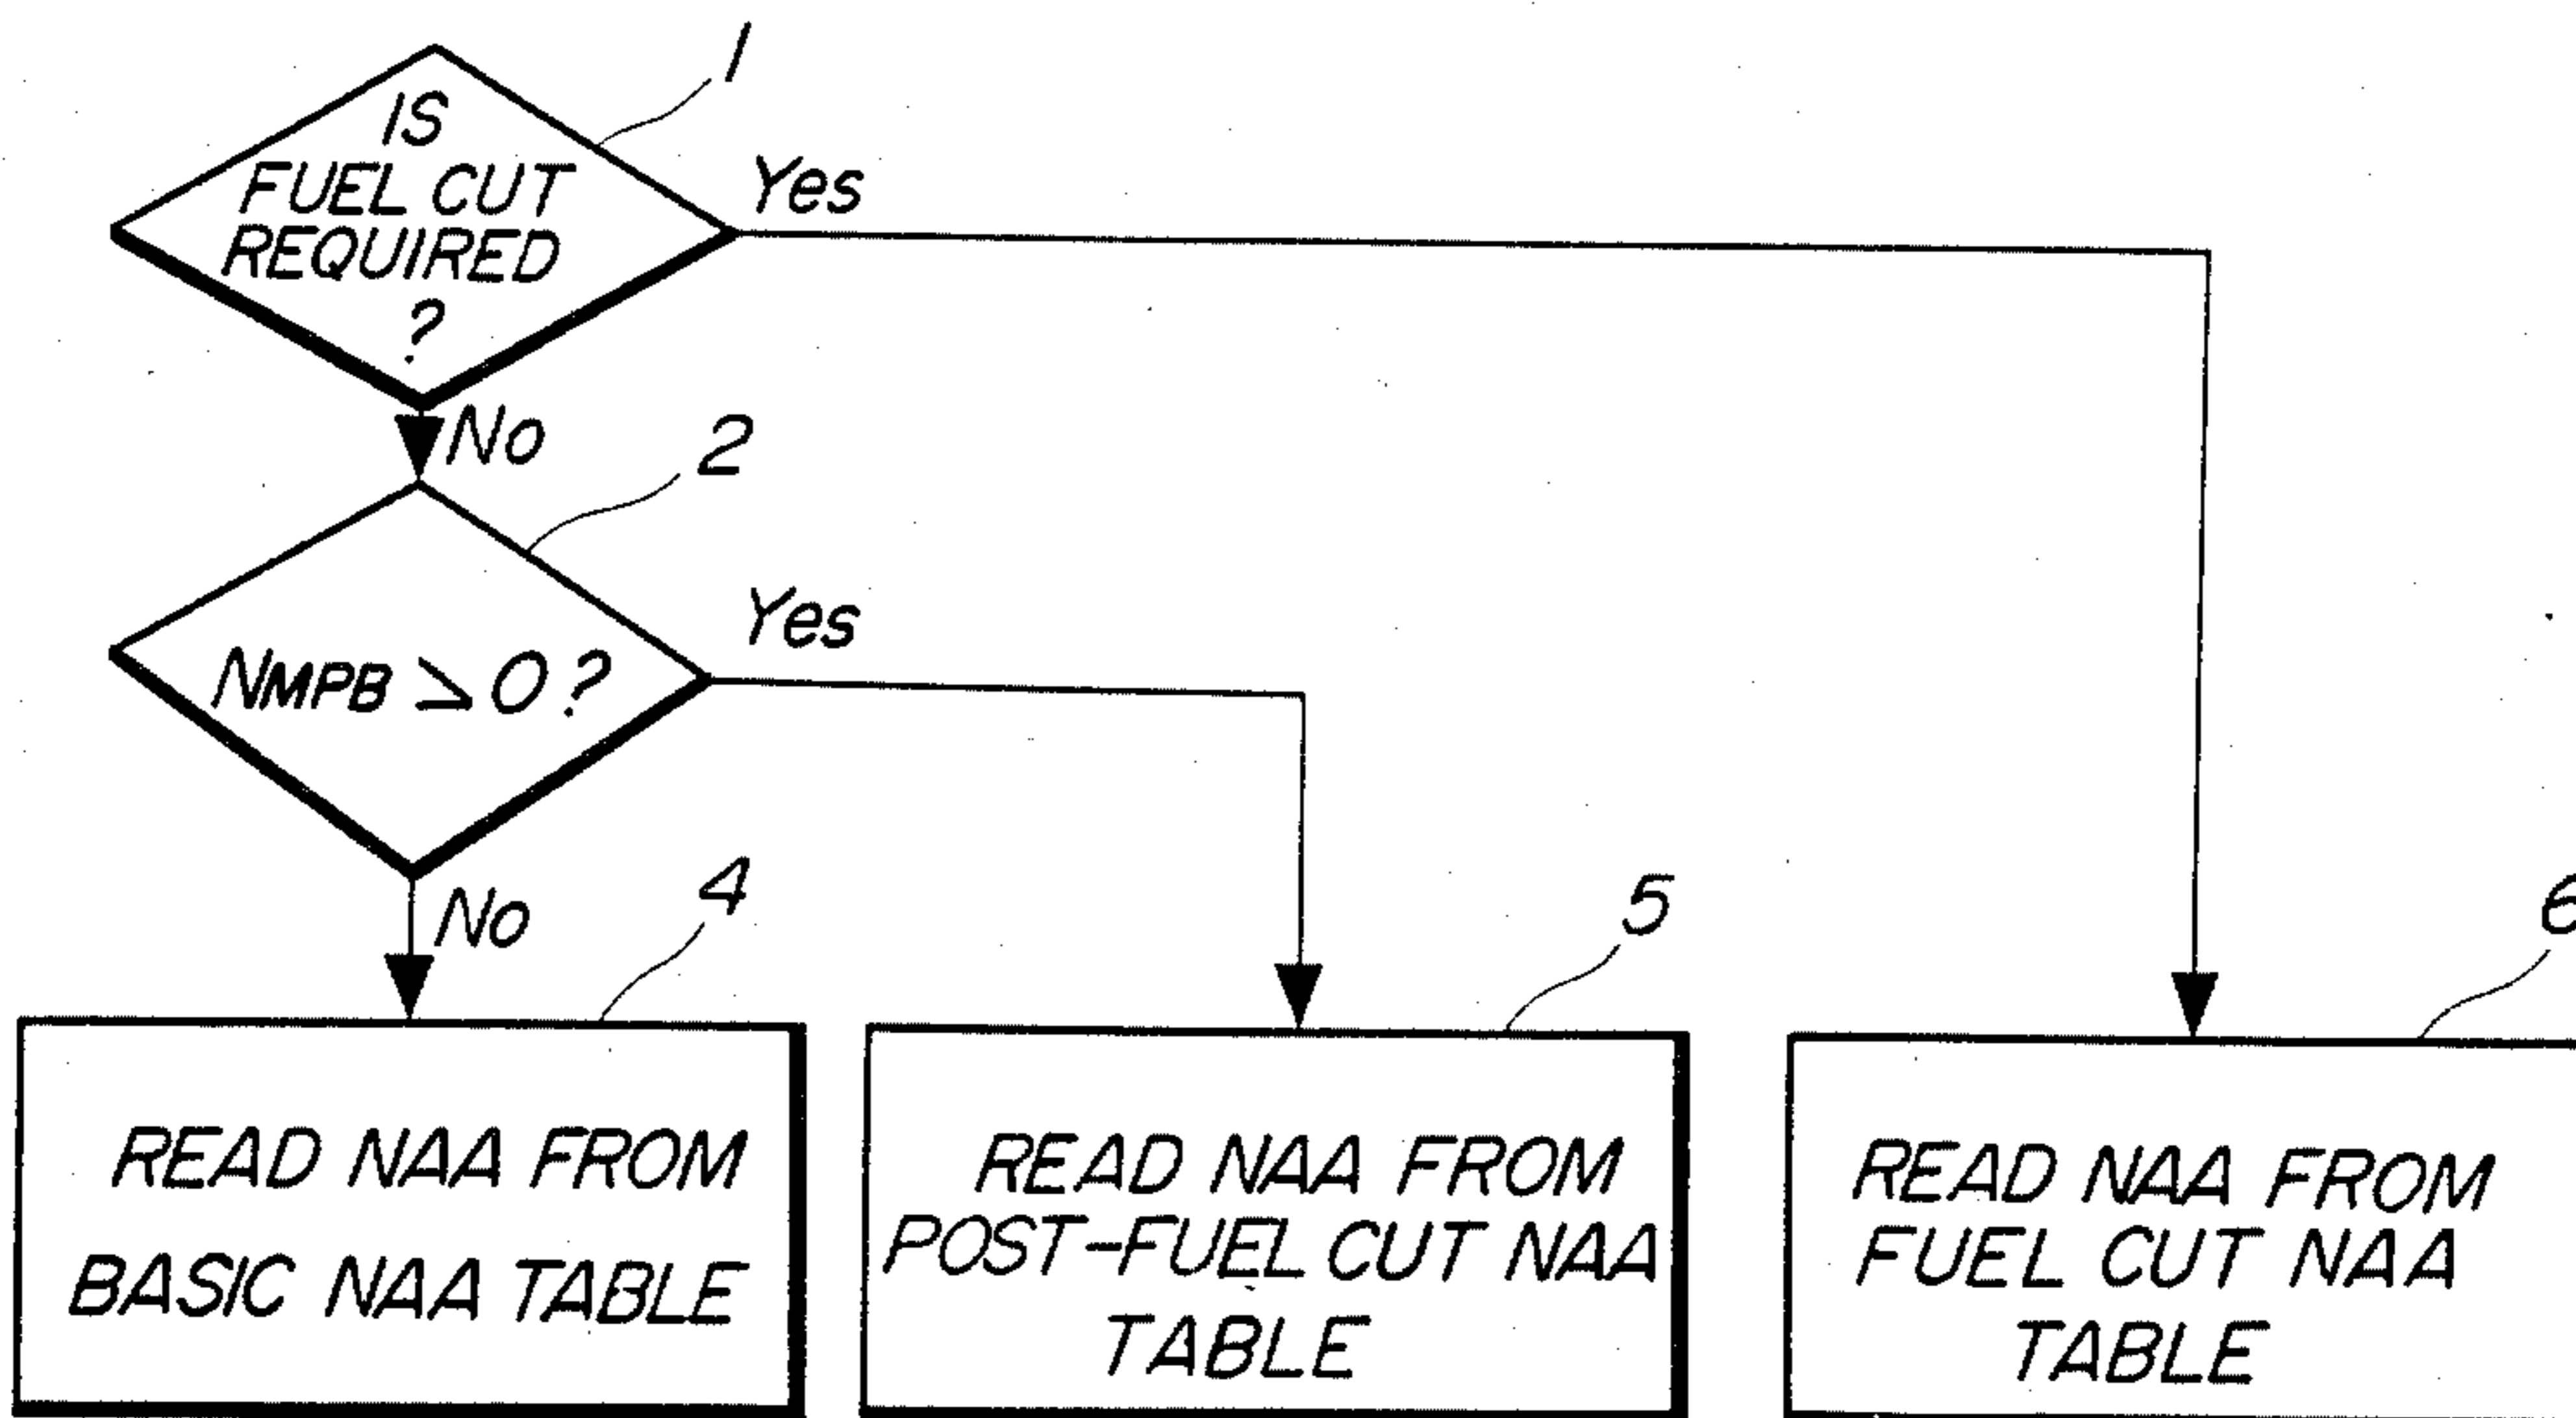 1
IS
FUEL CUT
REQUIRED
?
Yes
No
2
NMPB ≥ 0 ?
Yes
No
4
5
6
READ NAA FROM
BASIC NAA TABLE
READ NAA FROM
POST-FUEL CUT NAA
TABLE
READ NAA FROM
FUEL CUT NAA
TABLE